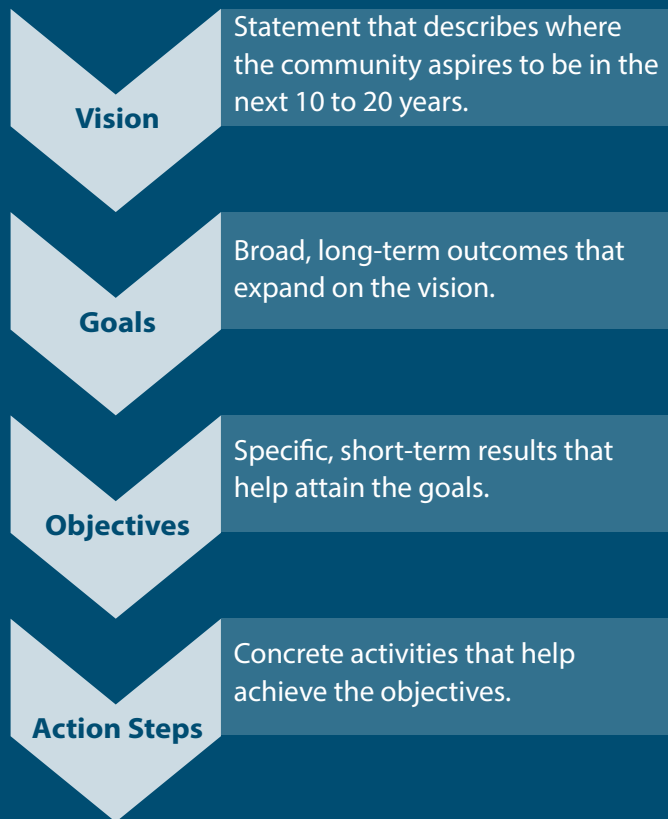 Vision
Statement that describes where
the community aspires to be in the
next 10 to 20 years.
Goals
Broad, long-term outcomes that
expand on the vision.
Objectives
Specific, short-term results that
help attain the goals.
Action Steps
Concrete activities that help
achieve the objectives.